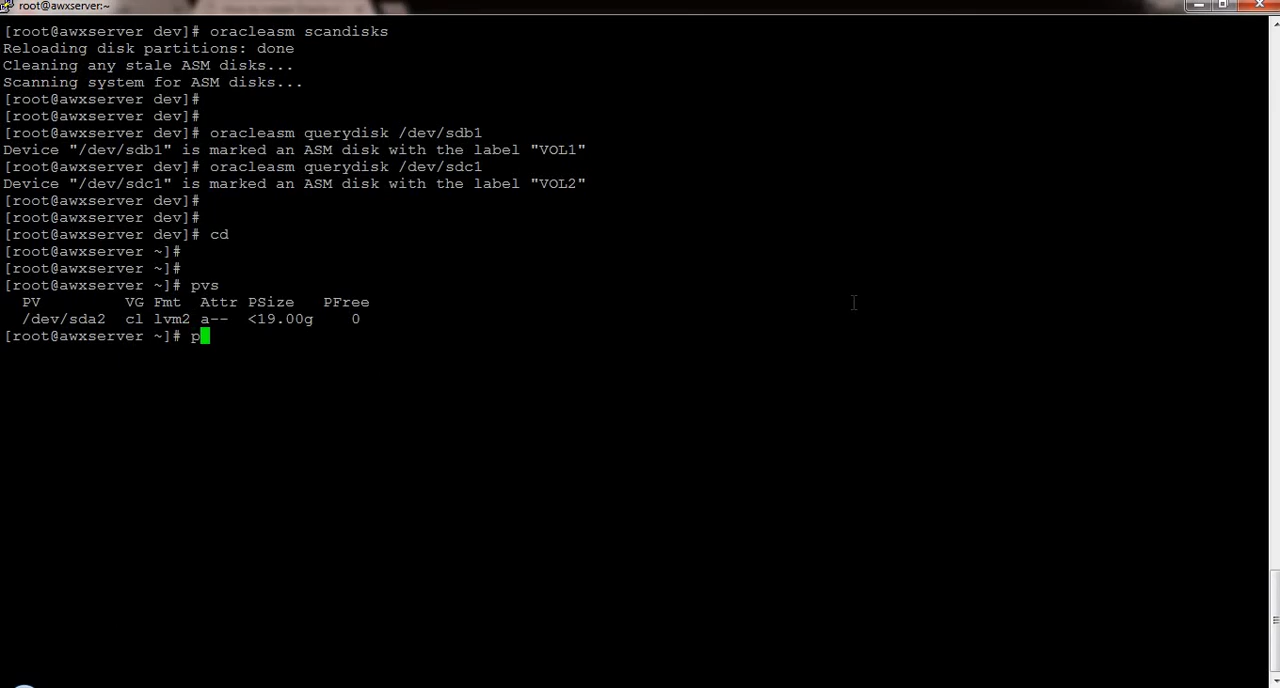 root@awxserver:~
[root@awxserver dev]# oracleasm scandisks
Reloading disk partitions: done
Cleaning any stale ASM disks...
Scanning system for ASM disks...
[root@awxserver dev]#
[root@awxserver dev]#
[root@awxserver dev]# oracleasm querydisk /dev/sdb1
Device "/dev/sdb1" is marked an ASM disk with the label "VOL1"
[root@awxserver dev]# oracleasm querydisk /dev/sdc1
Device "/dev/sdc1" is marked an ASM disk with the label "VOL2"
[root@awxserver dev]#
[root@awxserver dev]#
[root@awxserver dev]# cd
[root@awxserver ~]#
[root@awxserver ~]#
[root@awxserver ~]# pvs
PV VG Fmt Attr PSize PFree
/dev/sda2 cl lvm2 a-- <19.00g 0
[root@awxserver ~]# p